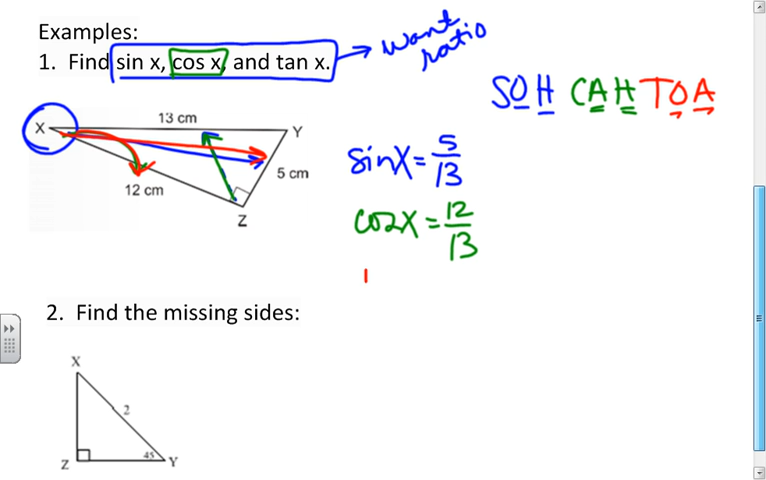 Examples:
1. Find sin x, cos x, and tan x.
want ratio
SOH CAH TOA
X
13 cm
Y
5 cm
12 cm
Z
sinX = 5/13
cosX = 12/13
2. Find the missing sides:
X
2
Z
45
Y